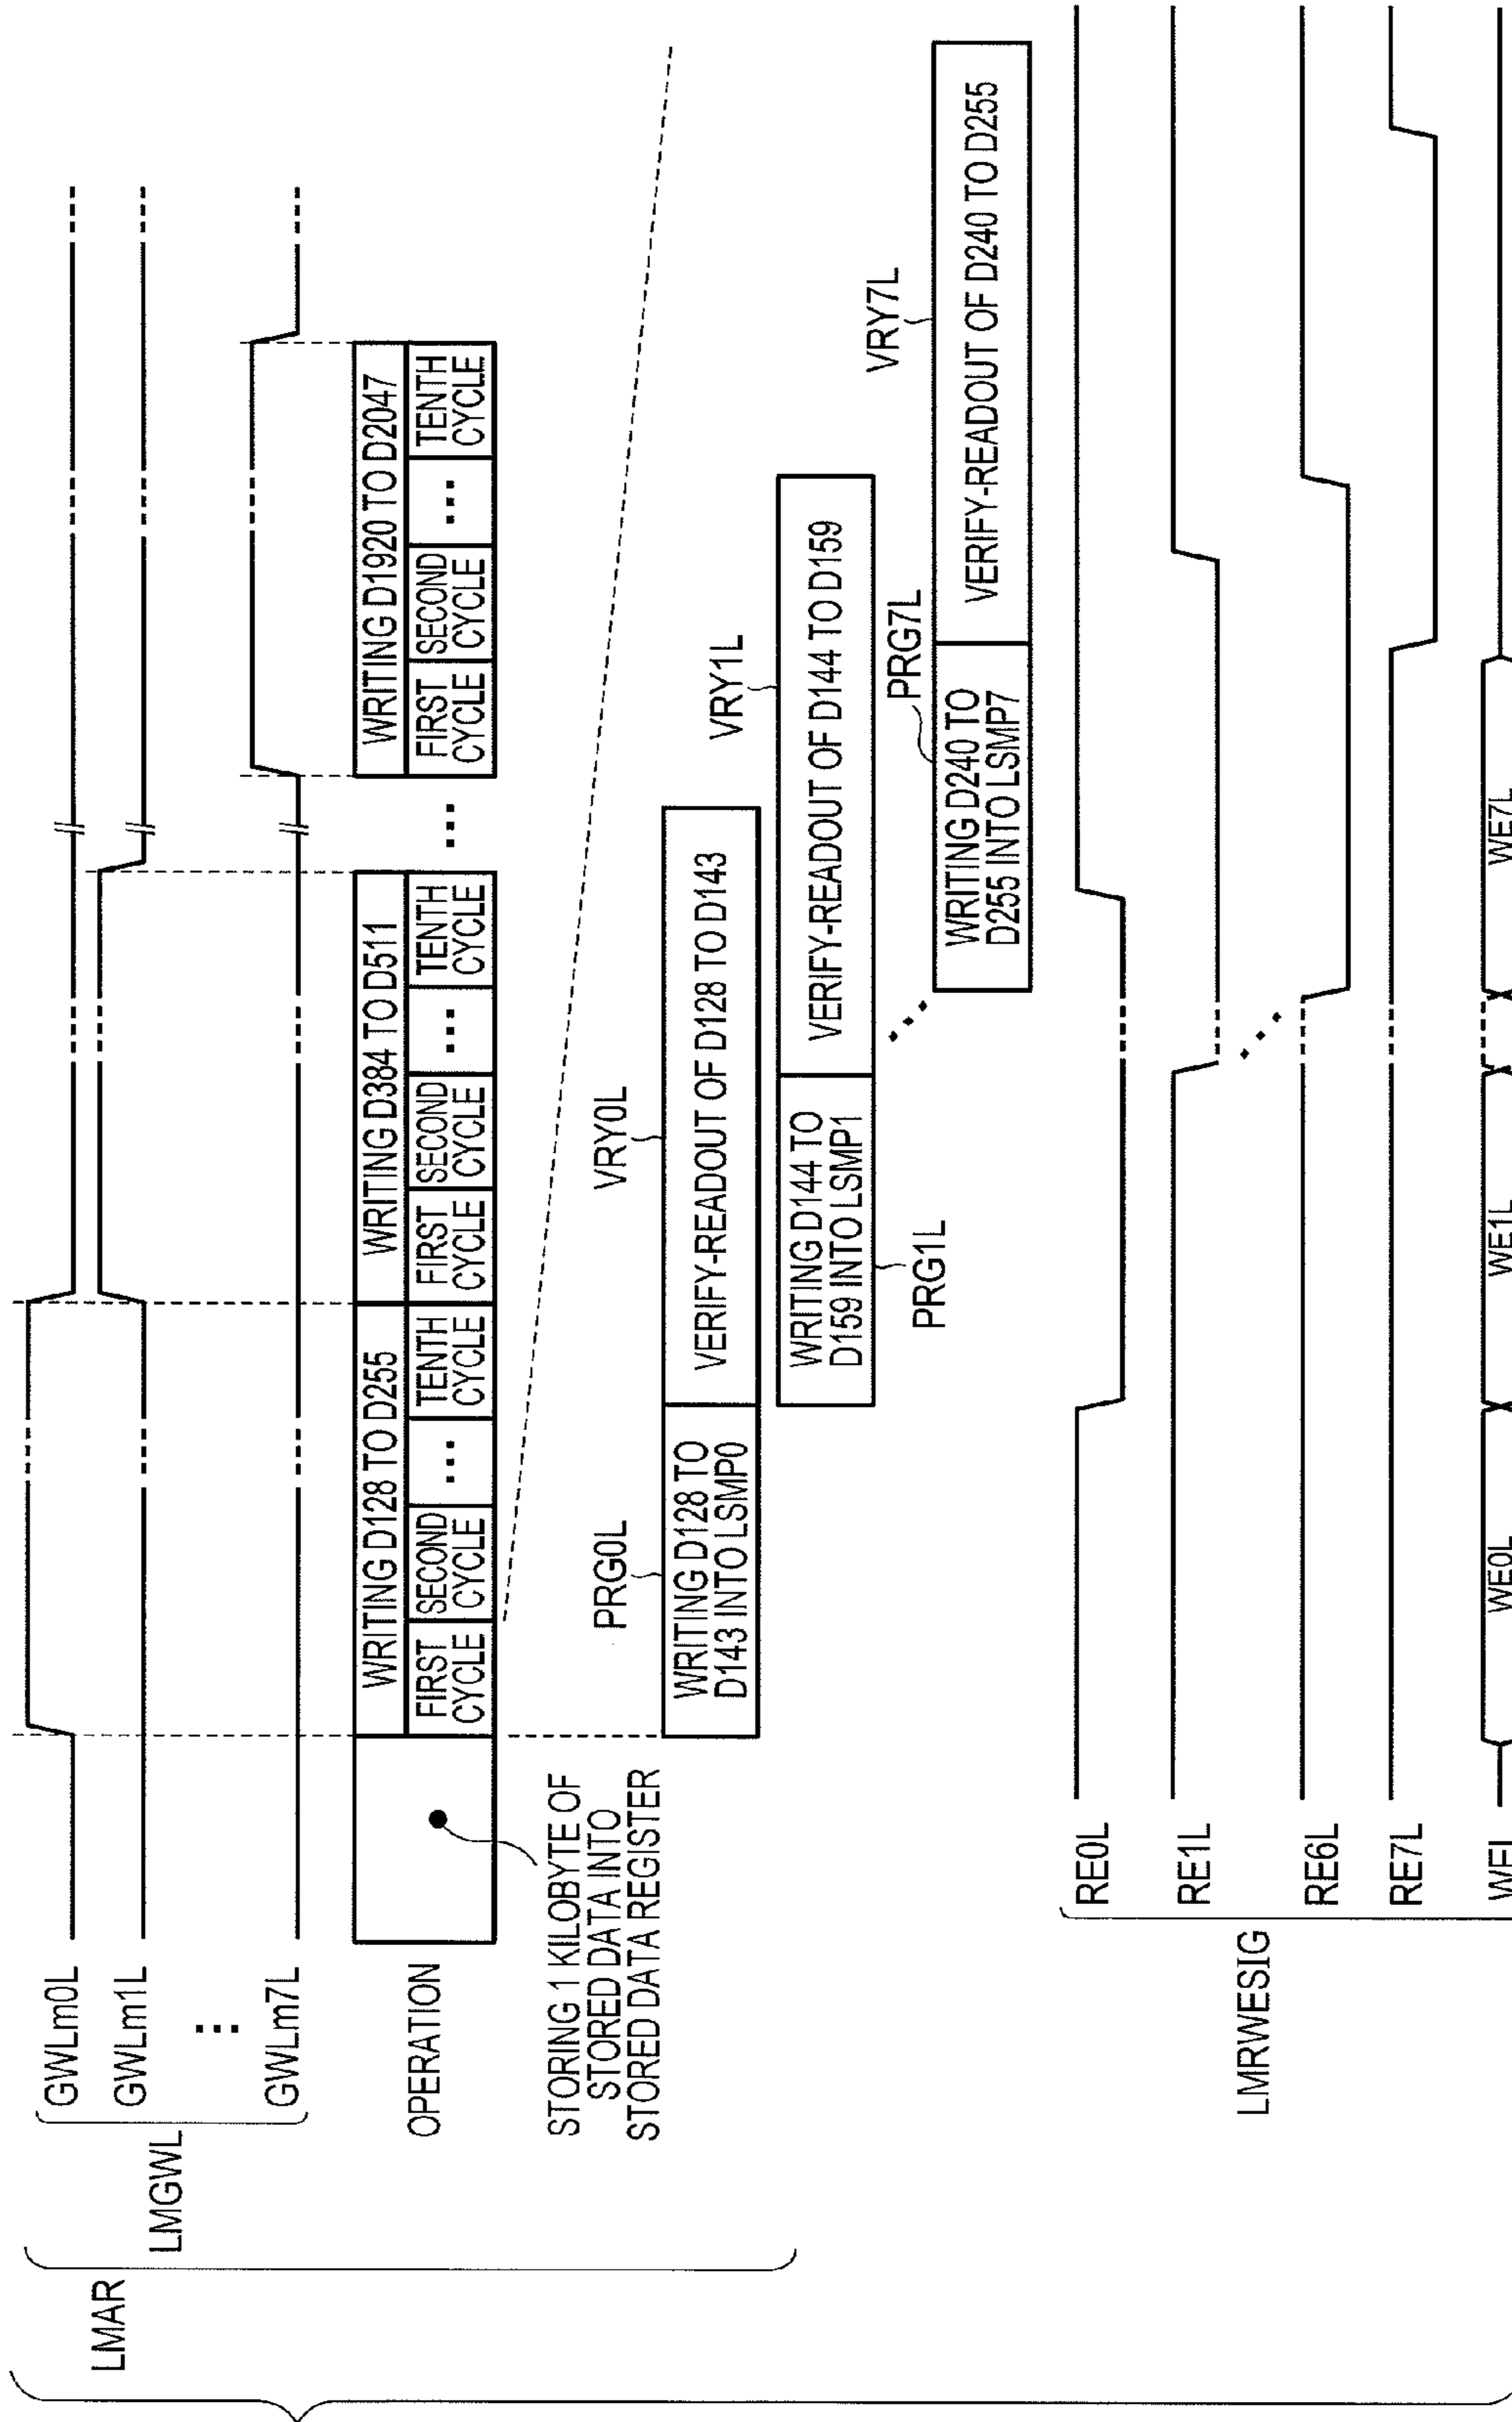 LMAR
LMGWL
GWLm0L
GWLm1L
⋮
GWLm7L
OPERATION
STORING 1 KILOBYTE OF
STORED DATA INTO
STORED DATA REGISTER
WRITING D128 TO D255
FIRST CYCLE
SECOND CYCLE
...
TENTH CYCLE
WRITING D384 TO D511
FIRST CYCLE
SECOND CYCLE
...
TENTH CYCLE
...
WRITING D1920 TO D2047
FIRST CYCLE
SECOND CYCLE
...
TENTH CYCLE
PRG0L
WRITING D128 TO
D143 INTO LSMP0
VRY0L
VERIFY-READOUT OF D128 TO D143
WRITING D144 TO
D159 INTO LSMP1
PRG1L
VRY1L
VERIFY-READOUT OF D144 TO D159
PRG7L
WRITING D240 TO
D255 INTO LSMP7
VRY7L
VERIFY-READOUT OF D240 TO D255
LMRWESIG
RE0L
RE1L
RE6L
RE7L
WEL
WE0L
WE1L
WE7L